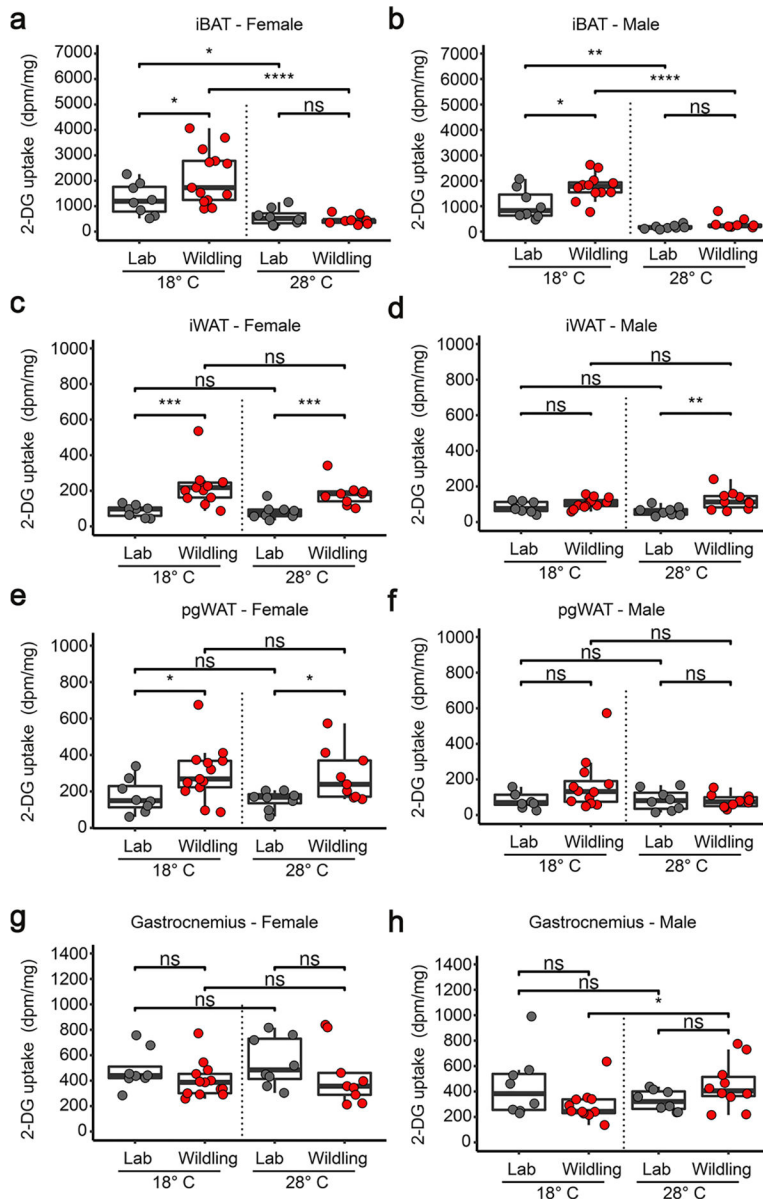 a
iBAT - Female
2-DG uptake (dpm/mg)
7000
6000
5000
4000
3000
2000
1000
0
*
****
*
ns
Lab Wildling Lab Wildling
18° C 28° C
b
iBAT - Male
2-DG uptake (dpm/mg)
7000
6000
5000
4000
3000
2000
1000
0
**
****
*
ns
Lab Wildling Lab Wildling
18° C 28° C
c
iWAT - Female
2-DG uptake (dpm/mg)
1000
800
600
400
200
0
ns
ns
*** ***
Lab Wildling Lab Wildling
18° C 28° C
d
iWAT - Male
2-DG uptake (dpm/mg)
1000
800
600
400
200
0
ns
ns
ns **
Lab Wildling Lab Wildling
18° C 28° C
e
pgWAT - Female
2-DG uptake (dpm/mg)
1000
800
600
400
200
0
ns
ns
* *
Lab Wildling Lab Wildling
18° C 28° C
f
pgWAT - Male
2-DG uptake (dpm/mg)
1000
800
600
400
200
0
ns
ns
ns ns
Lab Wildling Lab Wildling
18° C 28° C
g
Gastrocnemius - Female
2-DG uptake (dpm/mg)
1400
1200
1000
800
600
400
200
0
ns ns
ns
ns
Lab Wildling Lab Wildling
18° C 28° C
h
Gastrocnemius - Male
2-DG uptake (dpm/mg)
1400
1200
1000
800
600
400
200
0
ns
ns
*
ns
Lab Wildling Lab Wildling
18° C 28° C